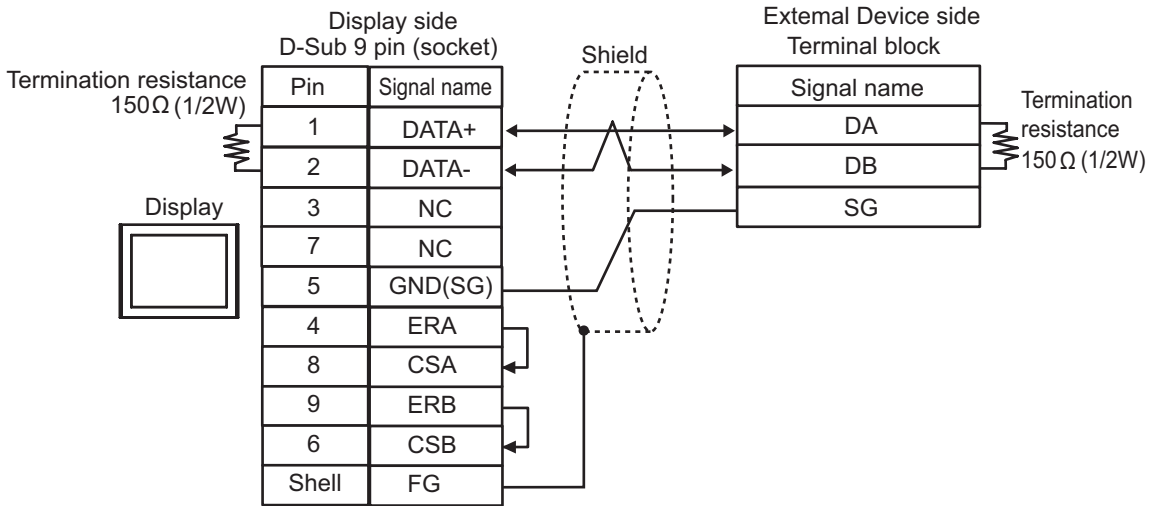 Display side
D-Sub 9 pin (socket)
Shield
External Device side
Terminal block
Termination resistance
150Ω (1/2W)
Pin Signal name
1 DATA+
2 DATA-
3 NC
7 NC
5 GND(SG)
4 ERA
8 CSA
9 ERB
6 CSB
Shell FG
Display
Signal name
DA
DB
SG
Termination
resistance
150Ω (1/2W)